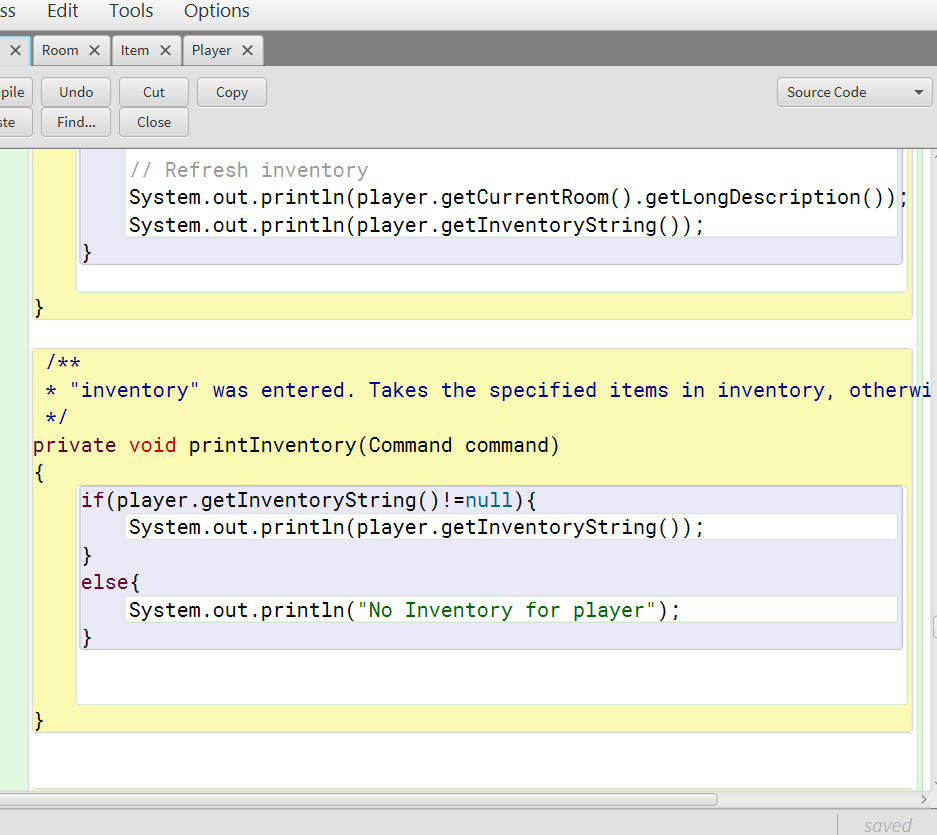 ss Edit Tools Options
Room Item Player
pile Undo Cut Copy Source Code
ste Find... Close
// Refresh inventory
System.out.println(player.getCurrentRoom().getLongDescription());
System.out.println(player.getInventoryString());
}
}
/**
* "inventory" was entered. Takes the specified items in inventory, otherwi
*/
private void printInventory(Command command)
{
if(player.getInventoryString()!=null){
System.out.println(player.getInventoryString());
}
else{
System.out.println("No Inventory for player");
}
}
saved